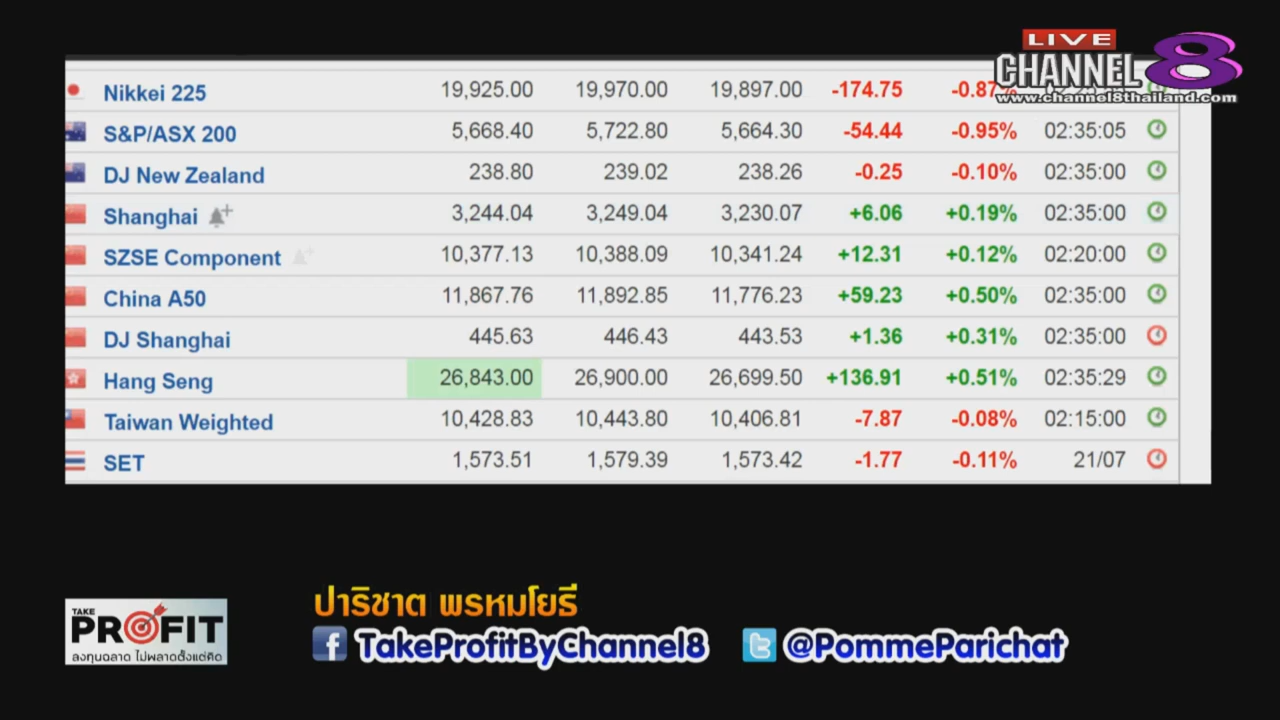 LIVE
CHANNEL 8
www.channel8thailand.com
Nikkei 225 19,925.00 19,970.00 19,897.00 -174.75 -0.87%
S&P/ASX 200 5,668.40 5,722.80 5,664.30 -54.44 -0.95% 02:35:05
DJ New Zealand 238.80 239.02 238.26 -0.25 -0.10% 02:35:00
Shanghai 3,244.04 3,249.04 3,230.07 +6.06 +0.19% 02:35:00
SZSE Component 10,377.13 10,388.09 10,341.24 +12.31 +0.12% 02:20:00
China A50 11,867.76 11,892.85 11,776.23 +59.23 +0.50% 02:35:00
DJ Shanghai 445.63 446.43 443.53 +1.36 +0.31% 02:35:00
Hang Seng 26,843.00 26,900.00 26,699.50 +136.91 +0.51% 02:35:29
Taiwan Weighted 10,428.83 10,443.80 10,406.81 -7.87 -0.08% 02:15:00
SET 1,573.51 1,579.39 1,573.42 -1.77 -0.11% 21/07
TAKE
PROFIT
ลงทุนฉลาด ไม่พลาดตั้งแต่คิด
ปาริชาต พรหมโยธี
TakeProfitByChannel8 @PommeParichat